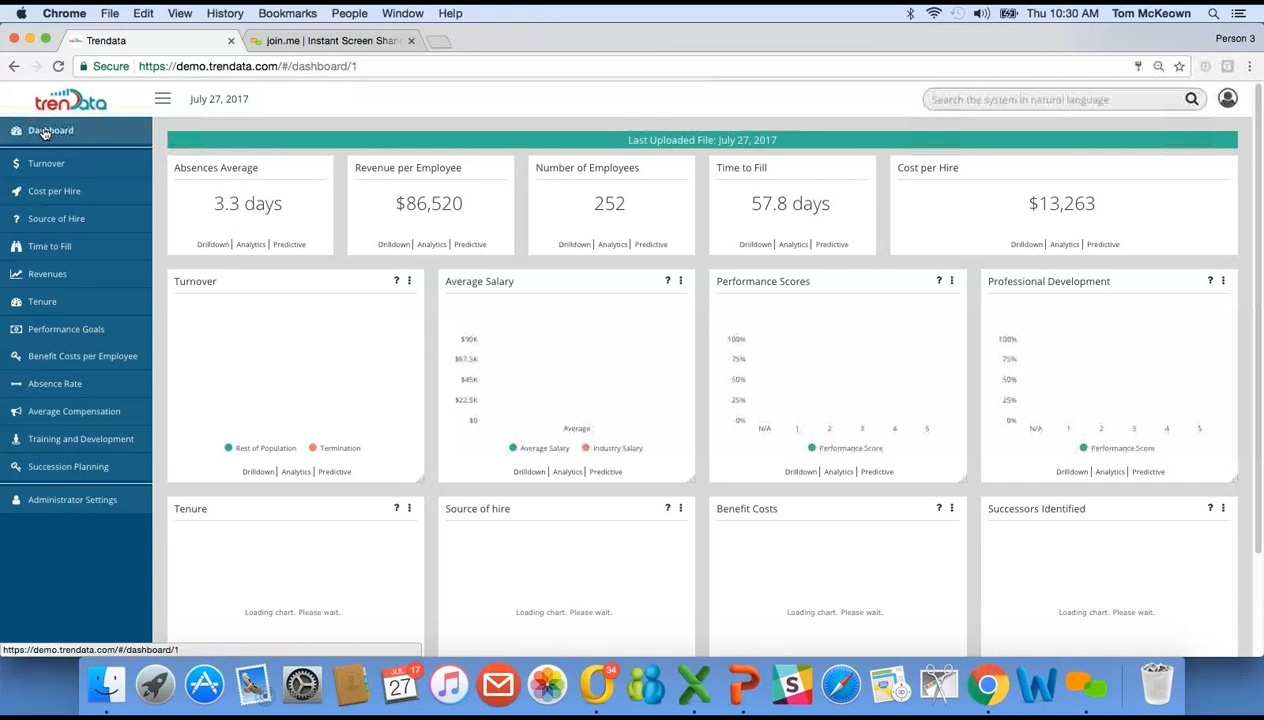 Chrome File Edit View History Bookmarks People Window Help Thu 10:30 AM Tom McKeown
Trendata join.me | Instant Screen Shar Person 3
Secure https://demo.trendata.com/#/dashboard/1
trenData July 27, 2017 Search the system in natural language
Dashboard
Turnover
Cost per Hire
Source of Hire
Time to Fill
Revenues
Tenure
Performance Goals
Benefit Costs per Employee
Absence Rate
Average Compensation
Training and Development
Succession Planning
Administrator Settings
Last Uploaded File: July 27, 2017
Absences Average
3.3 days
Drilldown | Analytics | Predictive
Revenue per Employee
$86,520
Drilldown | Analytics | Predictive
Number of Employees
252
Drilldown | Analytics | Predictive
Time to Fill
57.8 days
Drilldown | Analytics | Predictive
Cost per Hire
$13,263
Drilldown | Analytics | Predictive
Turnover ?
Rest of Population Termination
Drilldown | Analytics | Predictive
Average Salary ?
$90K
$67.5K
$45K
$22.5K
$0
Average
Average Salary Industry Salary
Drilldown | Analytics | Predictive
Performance Scores ?
100%
75%
50%
25%
0%
N/A 1 2 3 4 5
Performance Score
Drilldown | Analytics | Predictive
Professional Development ?
100%
75%
50%
25%
0%
N/A 1 2 3 4 5
Performance Score
Drilldown | Analytics | Predictive
Tenure ?
Loading chart. Please wait.
Source of hire ?
Loading chart. Please wait.
Benefit Costs ?
Loading chart. Please wait.
Successors Identified ?
Loading chart. Please wait.
https://demo.trendata.com/#/dashboard/1
JUL 17
27
34